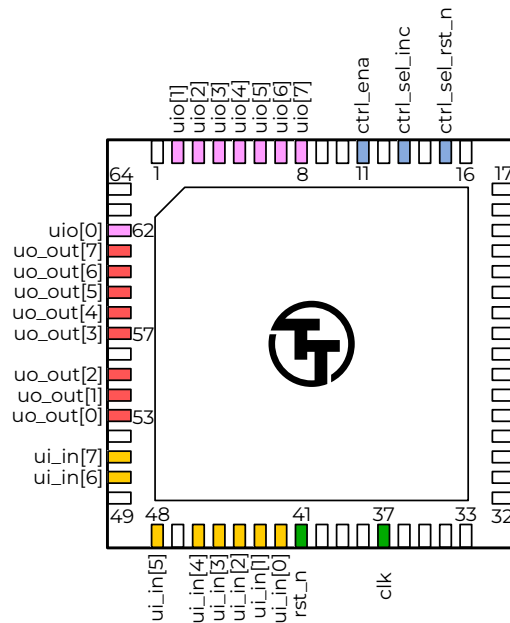 uio[1]
uio[2]
uio[3]
uio[4]
uio[5]
uio[6]
uio[7]
ctrl_ena
ctrl_sel_inc
ctrl_sel_rst_n
64
1
8
11
16
17
uio[0]
62
uo_out[7]
uo_out[6]
uo_out[5]
uo_out[4]
uo_out[3]
57
uo_out[2]
uo_out[1]
uo_out[0]
53
ui_in[7]
ui_in[6]
TT
49
48
41
37
33
32
ui_in[5]
ui_in[4]
ui_in[3]
ui_in[2]
ui_in[1]
ui_in[0]
rst_n
clk